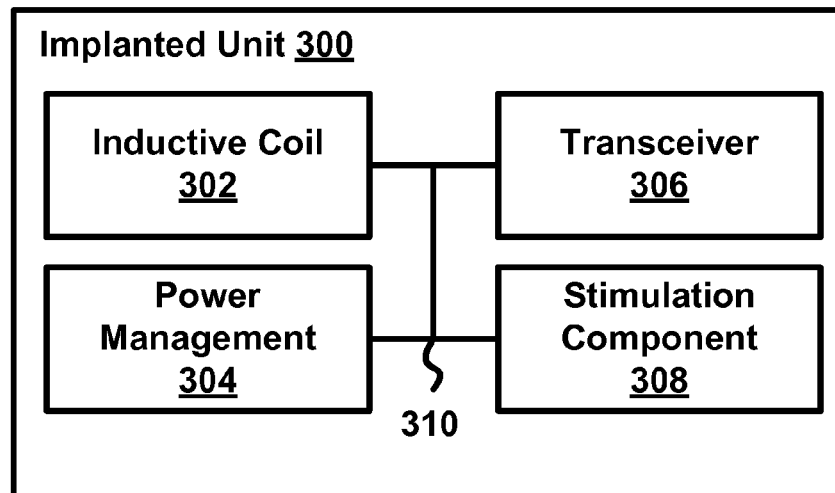 Implanted Unit 300
Inductive Coil
302
Transceiver
306
Power
Management
304
Stimulation
Component
308
310